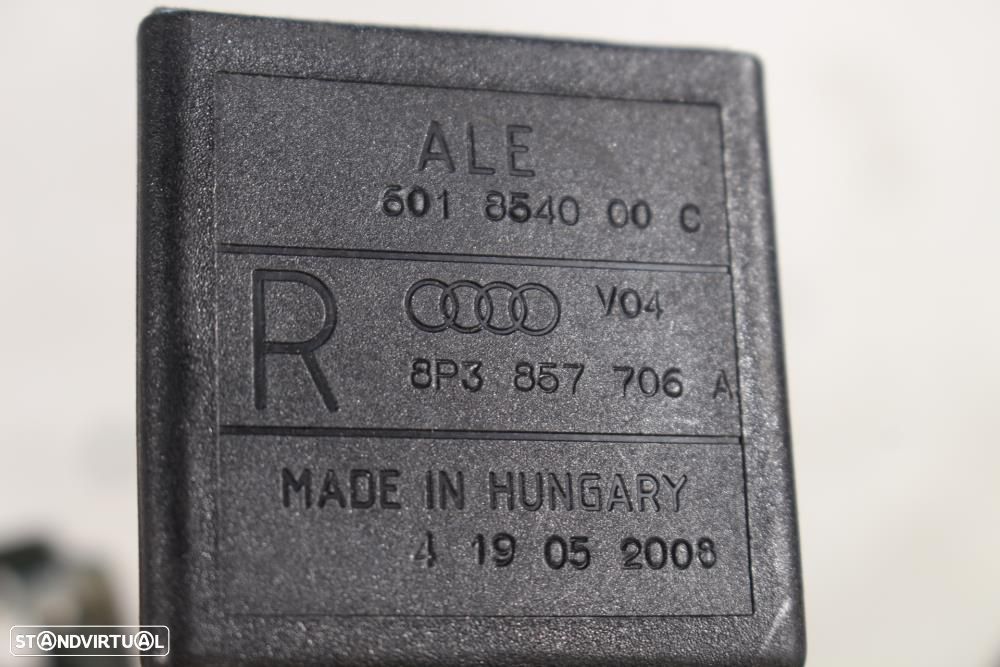 ALE
601 8540 00 C
R
V04
8P3 857 706 A
MADE IN HUNGARY
4 19 05 2008
STANDVIRTUAL